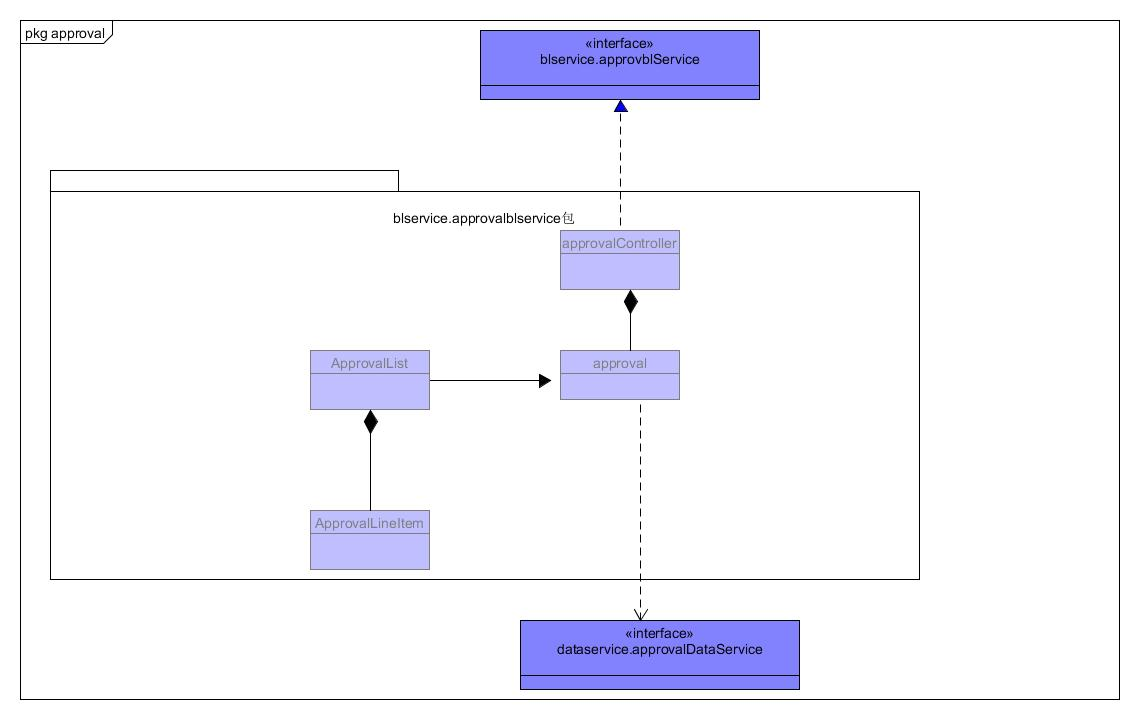 pkg approval
«interface»
blservice.approvblService
blservice.approvalblservice包
approvalController
ApprovalList
approval
ApprovalLineItem
«interface»
dataservice.approvalDataService